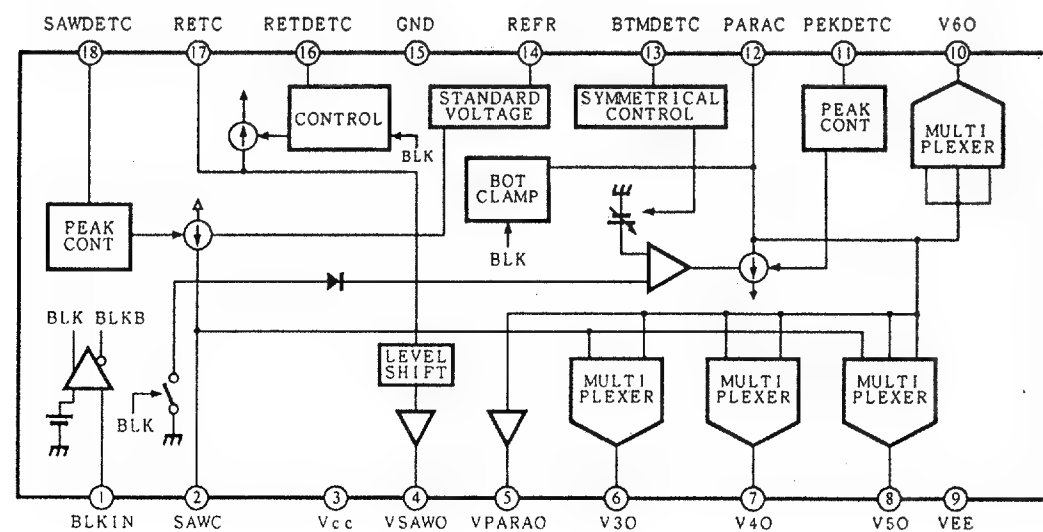 SAWDETC RETC RETDETC GND REFR BTMDETC PARAC PEKDETC V6O
18 17 16 15 14 13 12 11 10
CONTROL
BLK
STANDARD
VOLTAGE
SYMMETRICAL
CONTROL
PEAK
CONT
MULTI
PLEXER
BOT
CLAMP
BLK
PEAK
CONT
BLK BLKB
BLK
LEVEL
SHIFT
MULTI
PLEXER
MULTI
PLEXER
MULTI
PLEXER
1 2 3 4 5 6 7 8 9
BLKIN SAWC Vcc VSAWO VPARAO V3O V4O V5O VEE